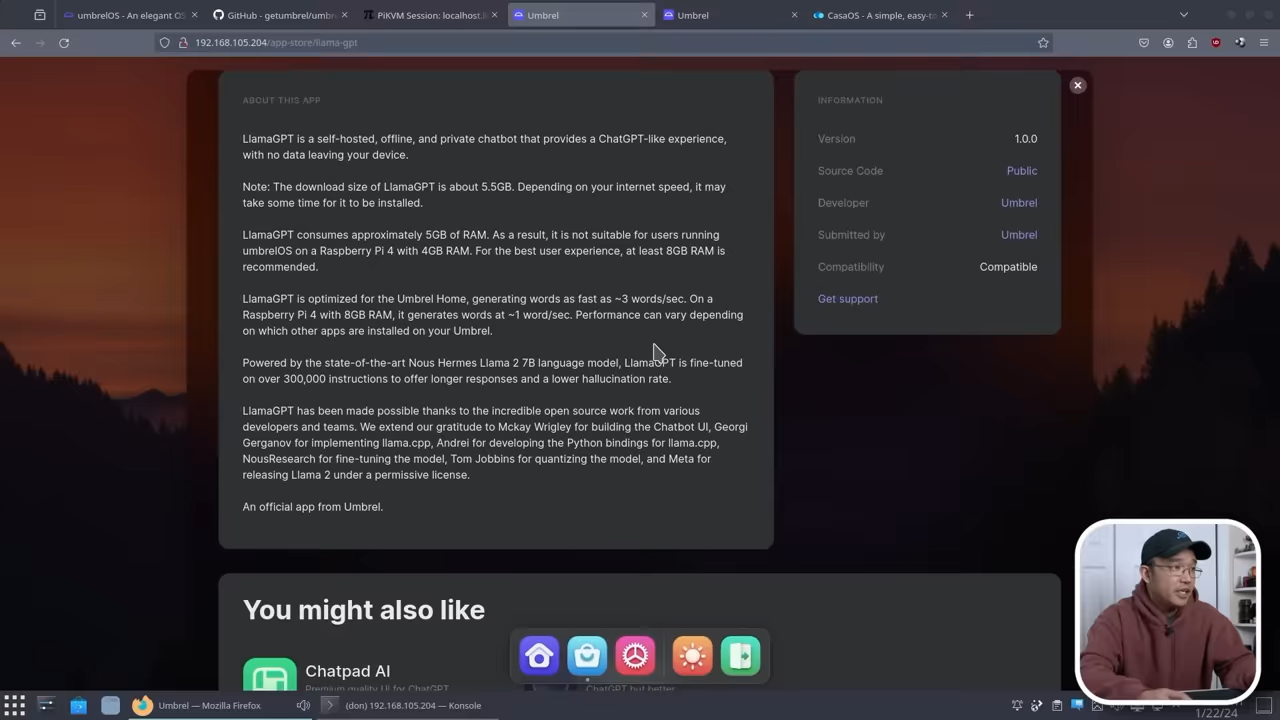 umbrelOS - An elegant OS
GitHub - getumbrel/umbr
PiKVM Session: localhost.l
Umbrel
Umbrel
CasaOS - A simple, easy-to
192.168.105.204/app-store/llama-gpt
ABOUT THIS APP
LlamaGPT is a self-hosted, offline, and private chatbot that provides a ChatGPT-like experience,
with no data leaving your device.
Note: The download size of LlamaGPT is about 5.5GB. Depending on your internet speed, it may
take some time for it to be installed.
LlamaGPT consumes approximately 5GB of RAM. As a result, it is not suitable for users running
umbrelOS on a Raspberry Pi 4 with 4GB RAM. For the best user experience, at least 8GB RAM is
recommended.
LlamaGPT is optimized for the Umbrel Home, generating words as fast as ~3 words/sec. On a
Raspberry Pi 4 with 8GB RAM, it generates words at ~1 word/sec. Performance can vary depending
on which other apps are installed on your Umbrel.
Powered by the state-of-the-art Nous Hermes Llama 2 7B language model, LlamaGPT is fine-tuned
on over 300,000 instructions to offer longer responses and a lower hallucination rate.
LlamaGPT has been made possible thanks to the incredible open source work from various
developers and teams. We extend our gratitude to Mckay Wrigley for building the Chatbot UI, Georgi
Gerganov for implementing llama.cpp, Andrei for developing the Python bindings for llama.cpp,
NousResearch for fine-tuning the model, Tom Jobbins for quantizing the model, and Meta for
releasing Llama 2 under a permissive license.
An official app from Umbrel.
INFORMATION
Version 1.0.0
Source Code Public
Developer Umbrel
Submitted by Umbrel
Compatibility Compatible
Get support
You might also like
Chatpad AI
Premium quality UI for ChatGPT
ChatGPT but better
Umbrel — Mozilla Firefox
(don) 192.168.105.204 — Konsole
1/22/24